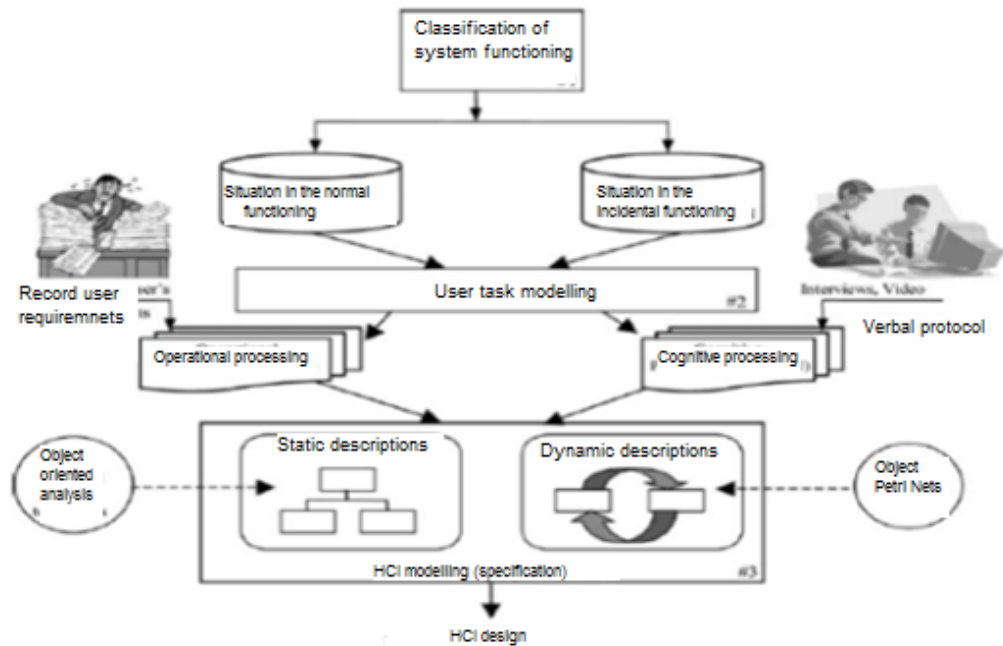 Classification of
system functioning
Situation in the normal
functioning
Situation in the
Incidental functioning
Record user
requiremnets
ser's
ts
User task modelling
#2
Interviews, Video
Verbal protocol
Operational processing
Cognitive processing
Static descriptions
Dynamic descriptions
Object
oriented
analysis
Object
Petri Nets
HCI modelling (specification)
#3
HCI design